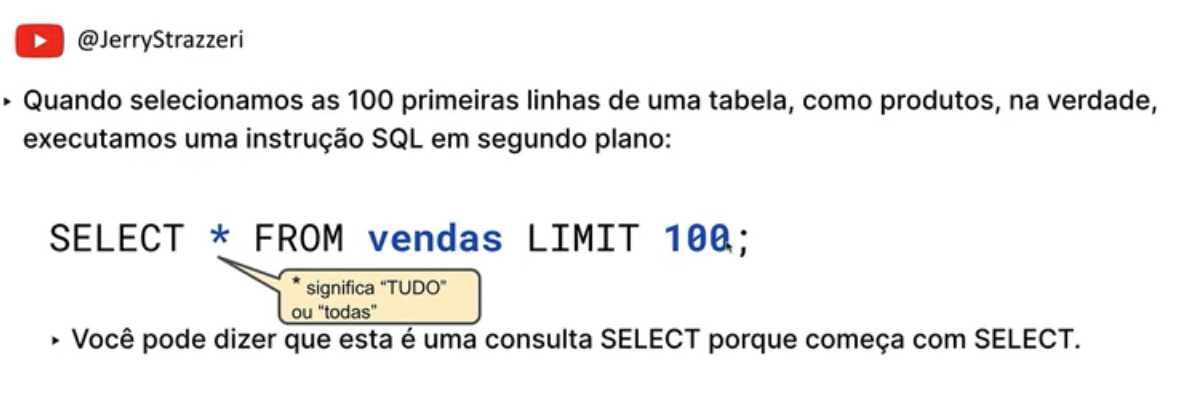 @JerryStrazzeri
‣ Quando selecionamos as 100 primeiras linhas de uma tabela, como produtos, na verdade,
executamos uma instrução SQL em segundo plano:
SELECT * FROM vendas LIMIT 100;
* significa “TUDO”
ou “todas”
‣ Você pode dizer que esta é uma consulta SELECT porque começa com SELECT.